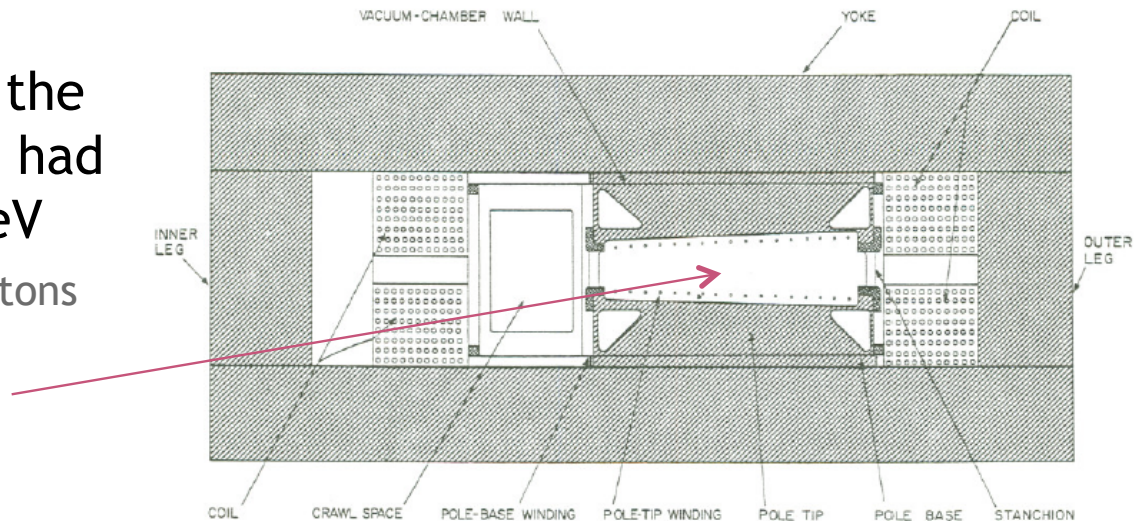 the
had
eV
tons
VACUUM-CHAMBER WALL
YOKE
COIL
INNER
LEG
OUTER
LEG
COIL
CRAWL SPACE
POLE-BASE WINDING
POLE-TIP WINDING
POLE TIP
POLE BASE
STANCHION